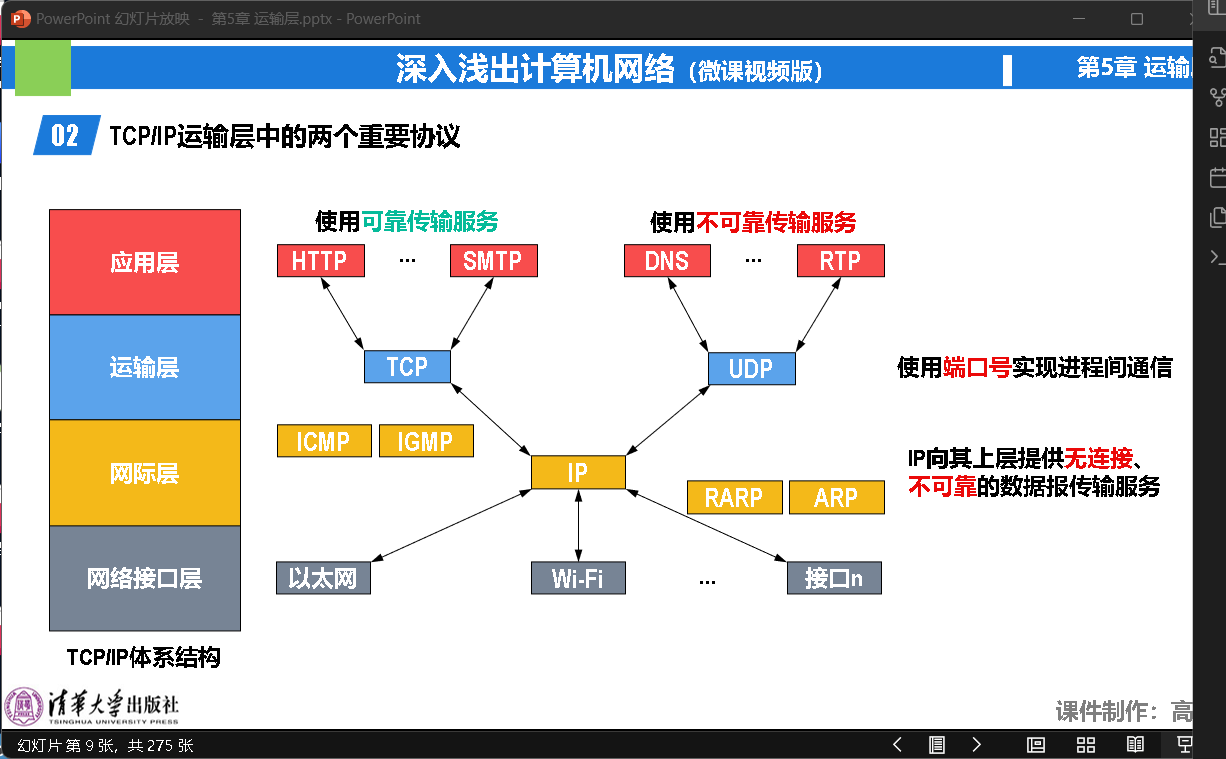 PowerPoint 幻灯片放映 - 第5章 运输层.pptx - PowerPoint
深入浅出计算机网络（微课视频版）
第5章 运输
02 TCP/IP运输层中的两个重要协议
使用可靠传输服务
使用不可靠传输服务
应用层
HTTP ... SMTP
DNS ... RTP
运输层
TCP
UDP
使用端口号实现进程间通信
网际层
ICMP IGMP
IP
RARP ARP
IP向其上层提供无连接、
不可靠的数据报传输服务
网络接口层
以太网
Wi-Fi
...
接口n
TCP/IP体系结构
清华大学出版社
TSINGHUA UNIVERSITY PRESS
课件制作：高
幻灯片 第 9 张，共 275 张